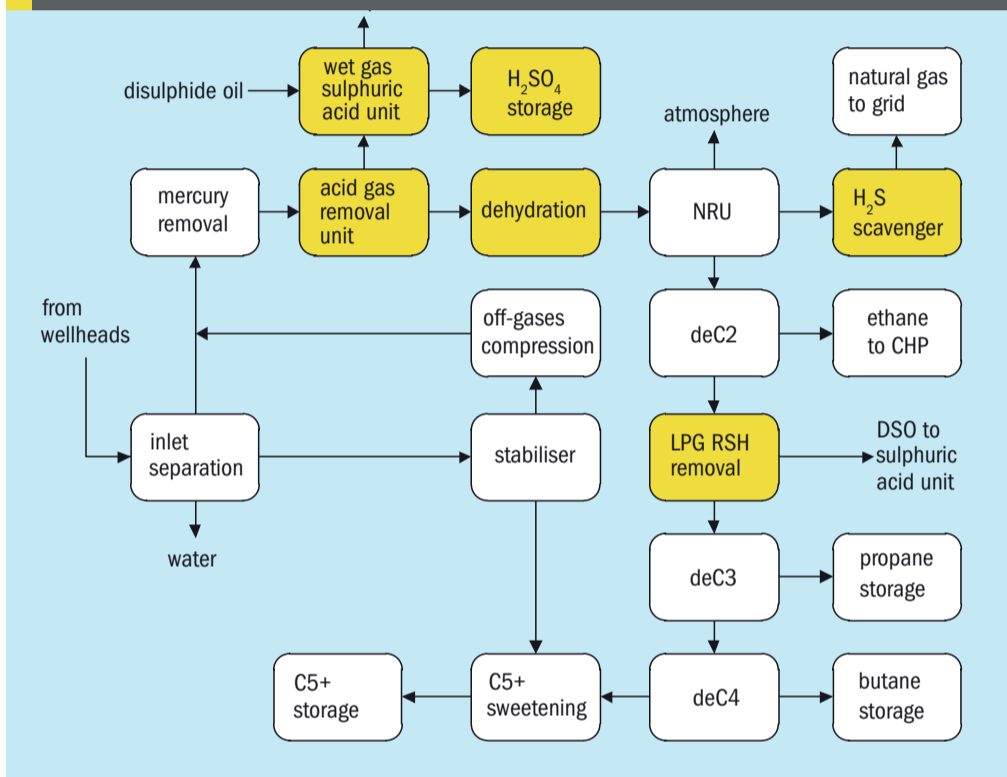 disulphide oil
wet gas
sulphuric
acid unit
H₂SO₄
storage
atmosphere
natural gas
to grid
mercury
removal
acid gas
removal
unit
dehydration
NRU
H₂S
scavenger
from
wellheads
off-gases
compression
deC2
ethane
to CHP
inlet
separation
stabiliser
LPG RSH
removal
DSO to
sulphuric
acid unit
water
deC3
propane
storage
C5+
storage
C5+
sweetening
deC4
butane
storage